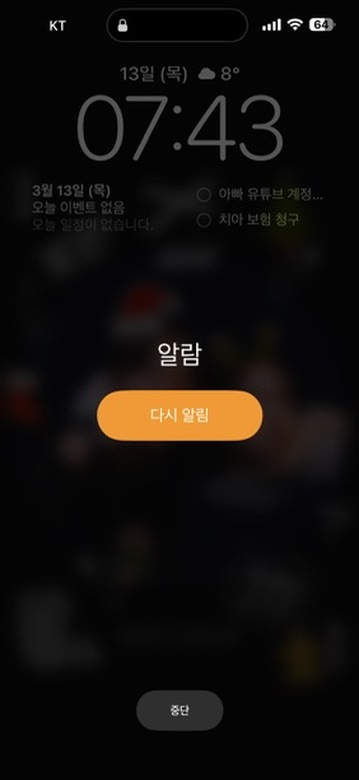 KT 64
13일 (목) 8°
07:43
3월 13일 (목)
오늘 이벤트 없음
오늘 일정이 없습니다.
아빠 유튜브 계정...
치아 보험 청구
알람
다시 알림
중단